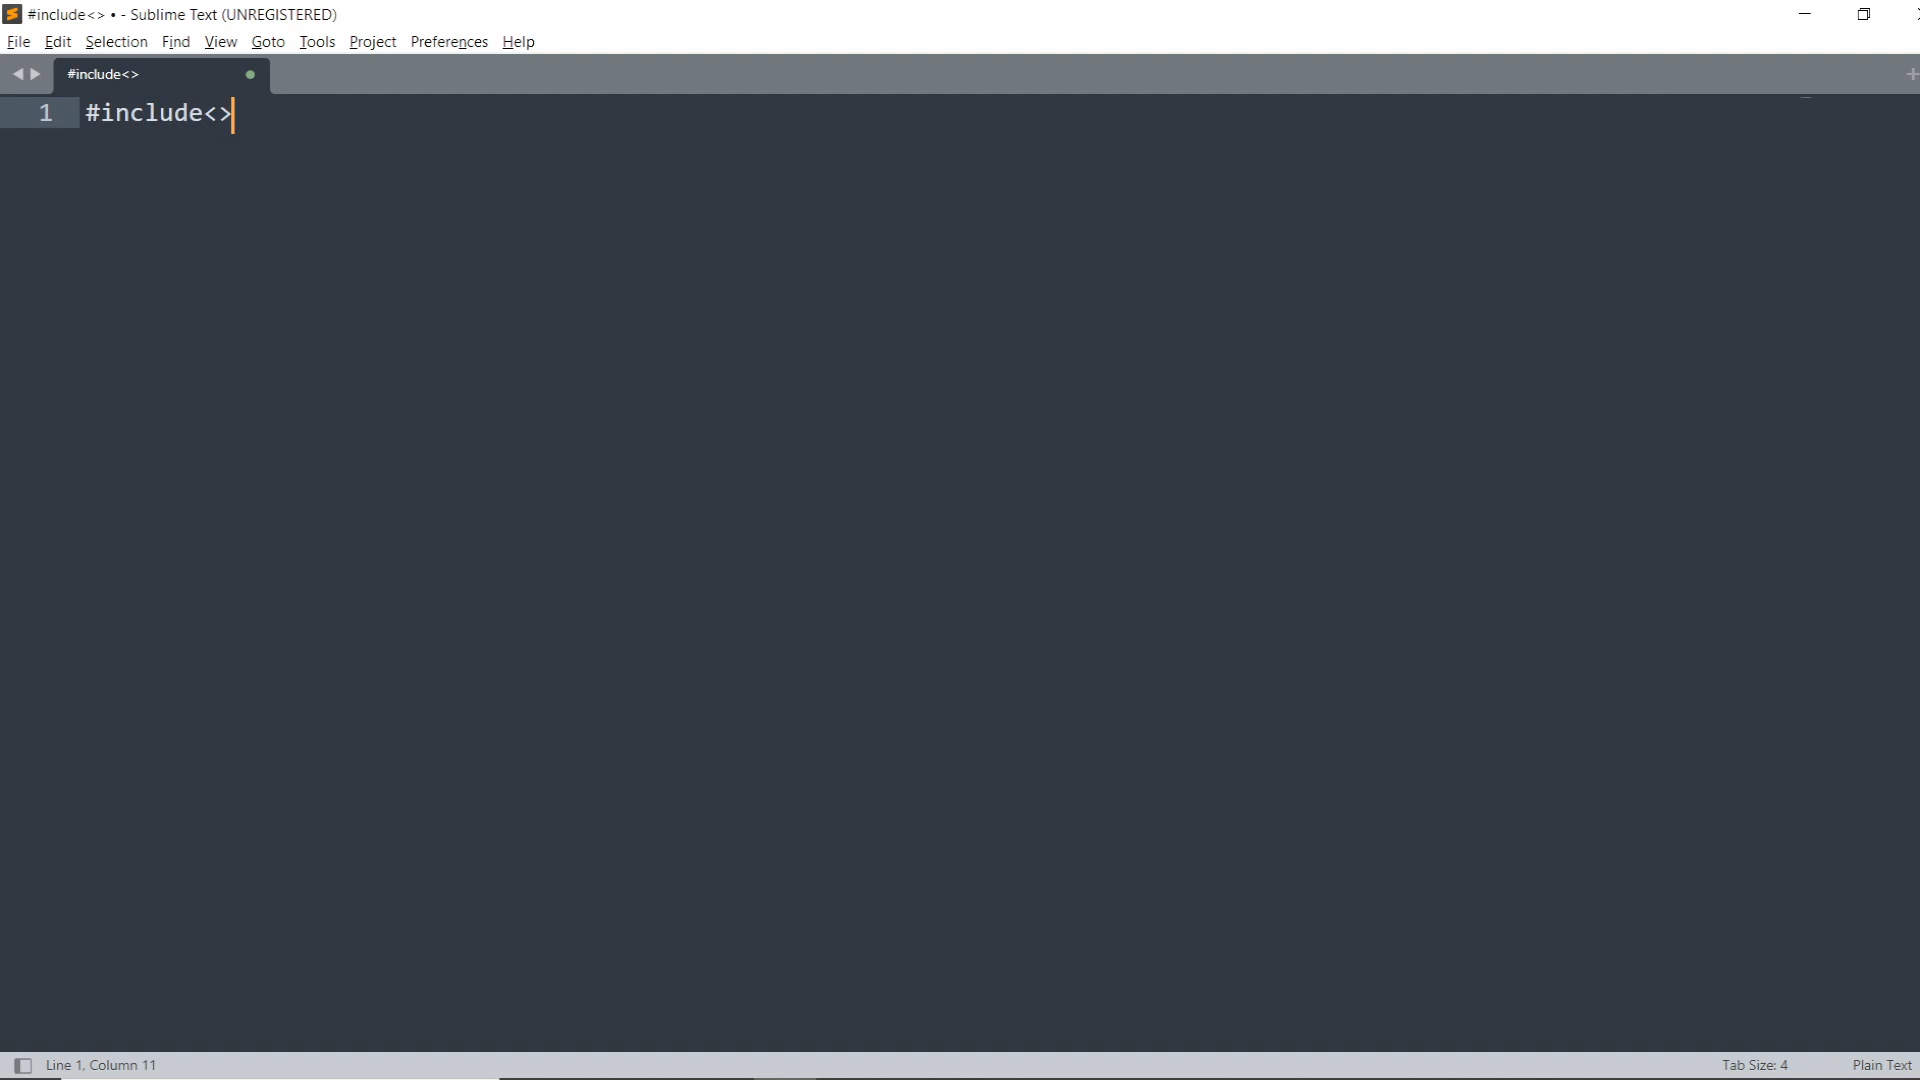 #include<> • - Sublime Text (UNREGISTERED)
File Edit Selection Find View Goto Tools Project Preferences Help
#include<>
1 #include<>
Line 1, Column 11 Tab Size: 4 Plain Text